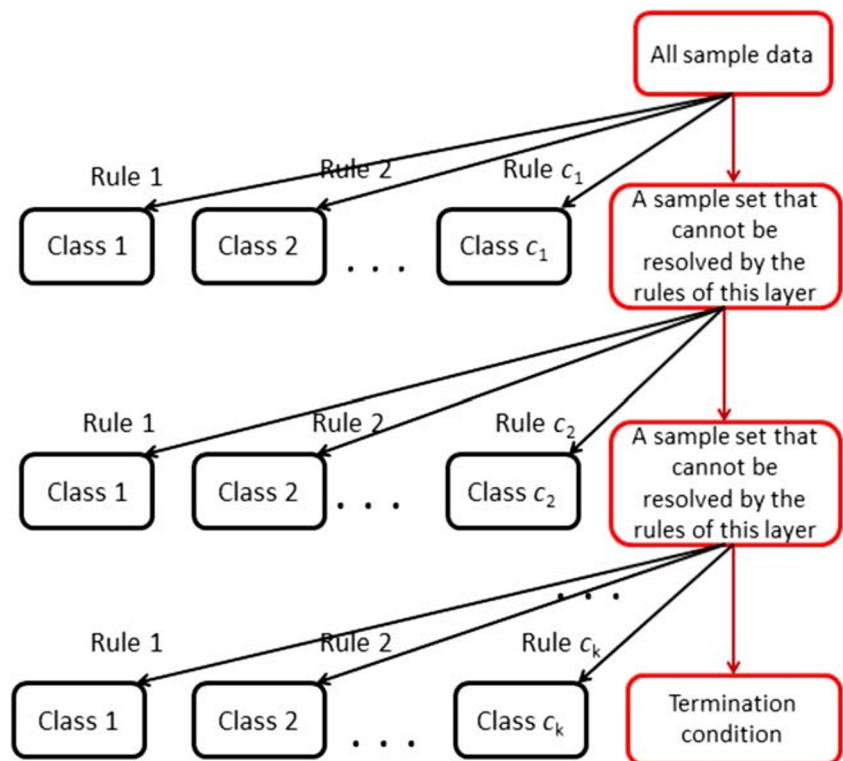 All sample data
Rule 1
Rule 2
Rule c₁
Class 1
Class 2
. . .
Class c₁
A sample set that
cannot be
resolved by the
rules of this layer
Rule 1
Rule 2
Rule c₂
Class 1
Class 2
. . .
Class c₂
A sample set that
cannot be
resolved by the
rules of this layer
. . .
Rule 1
Rule 2
Rule cₖ
Class 1
Class 2
. . .
Class cₖ
Termination
condition